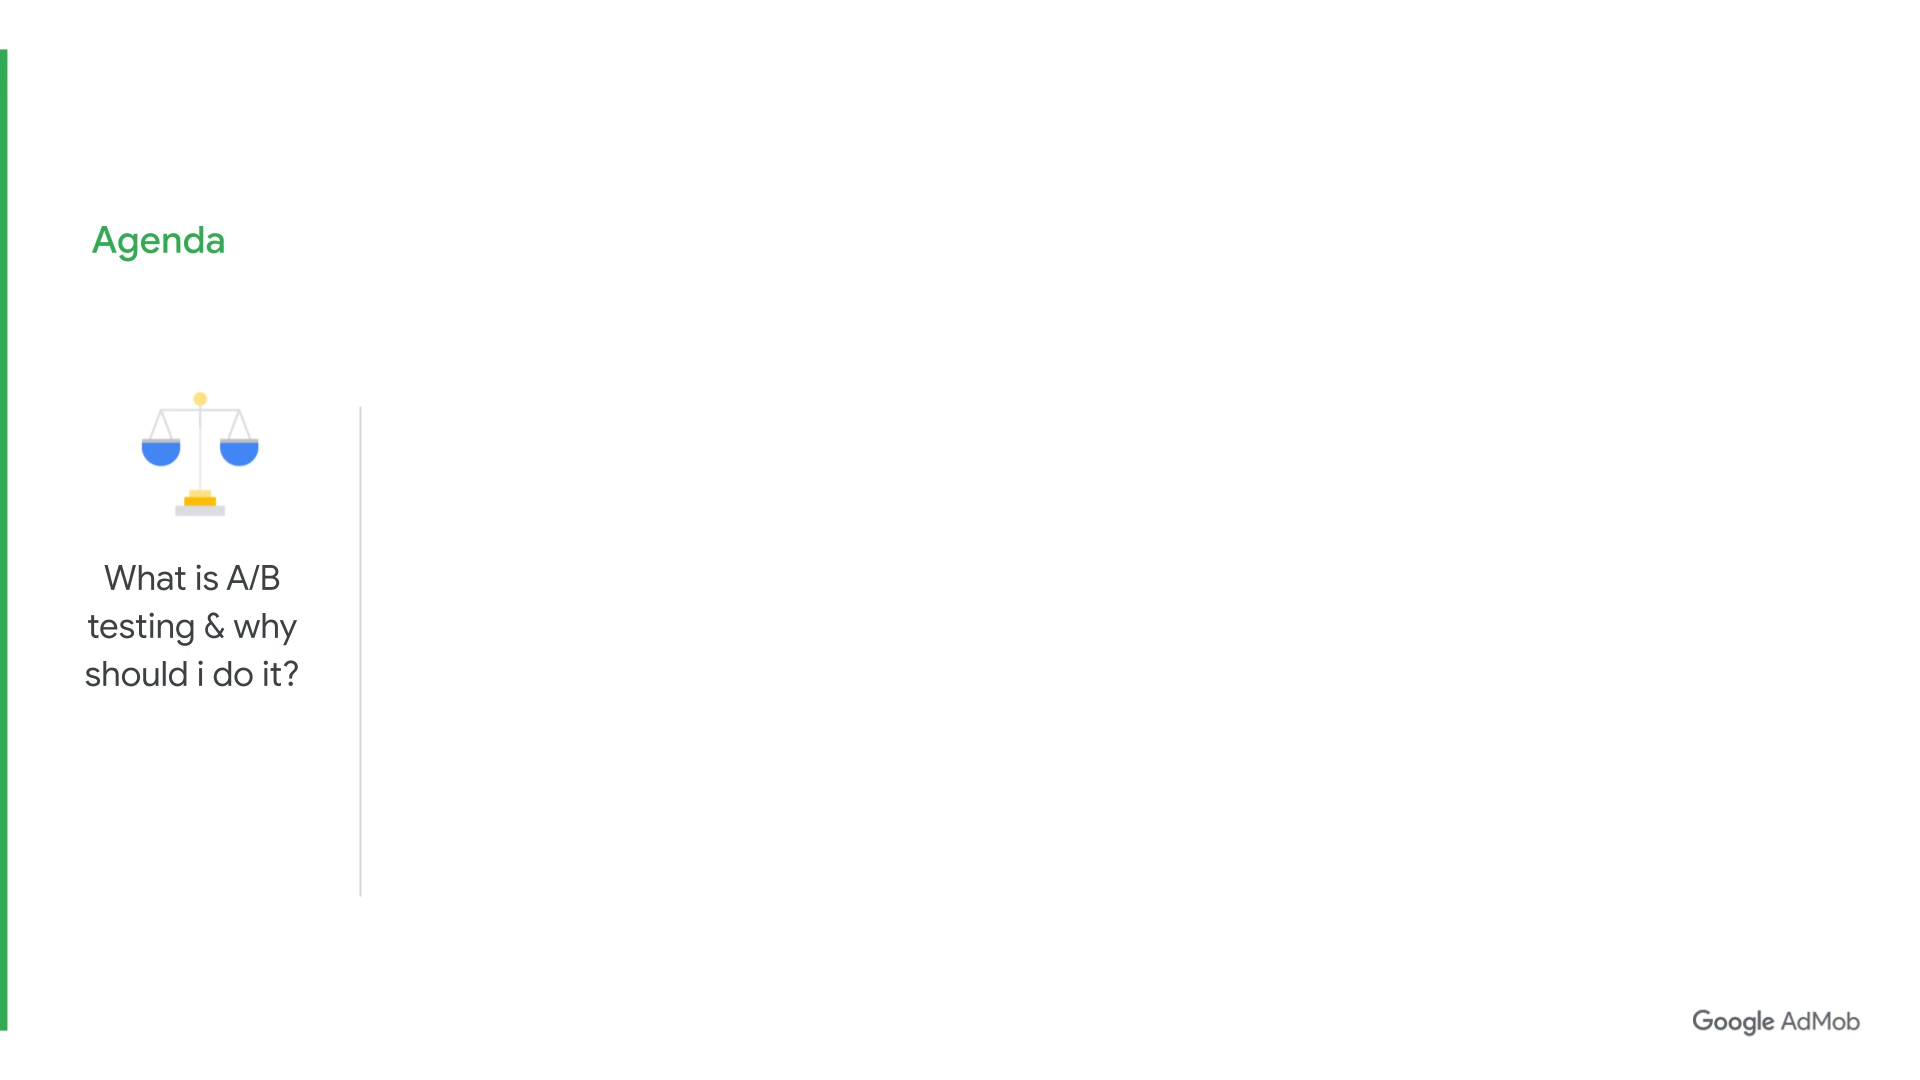 Agenda
What is A/B
testing & why
should i do it?
Google AdMob